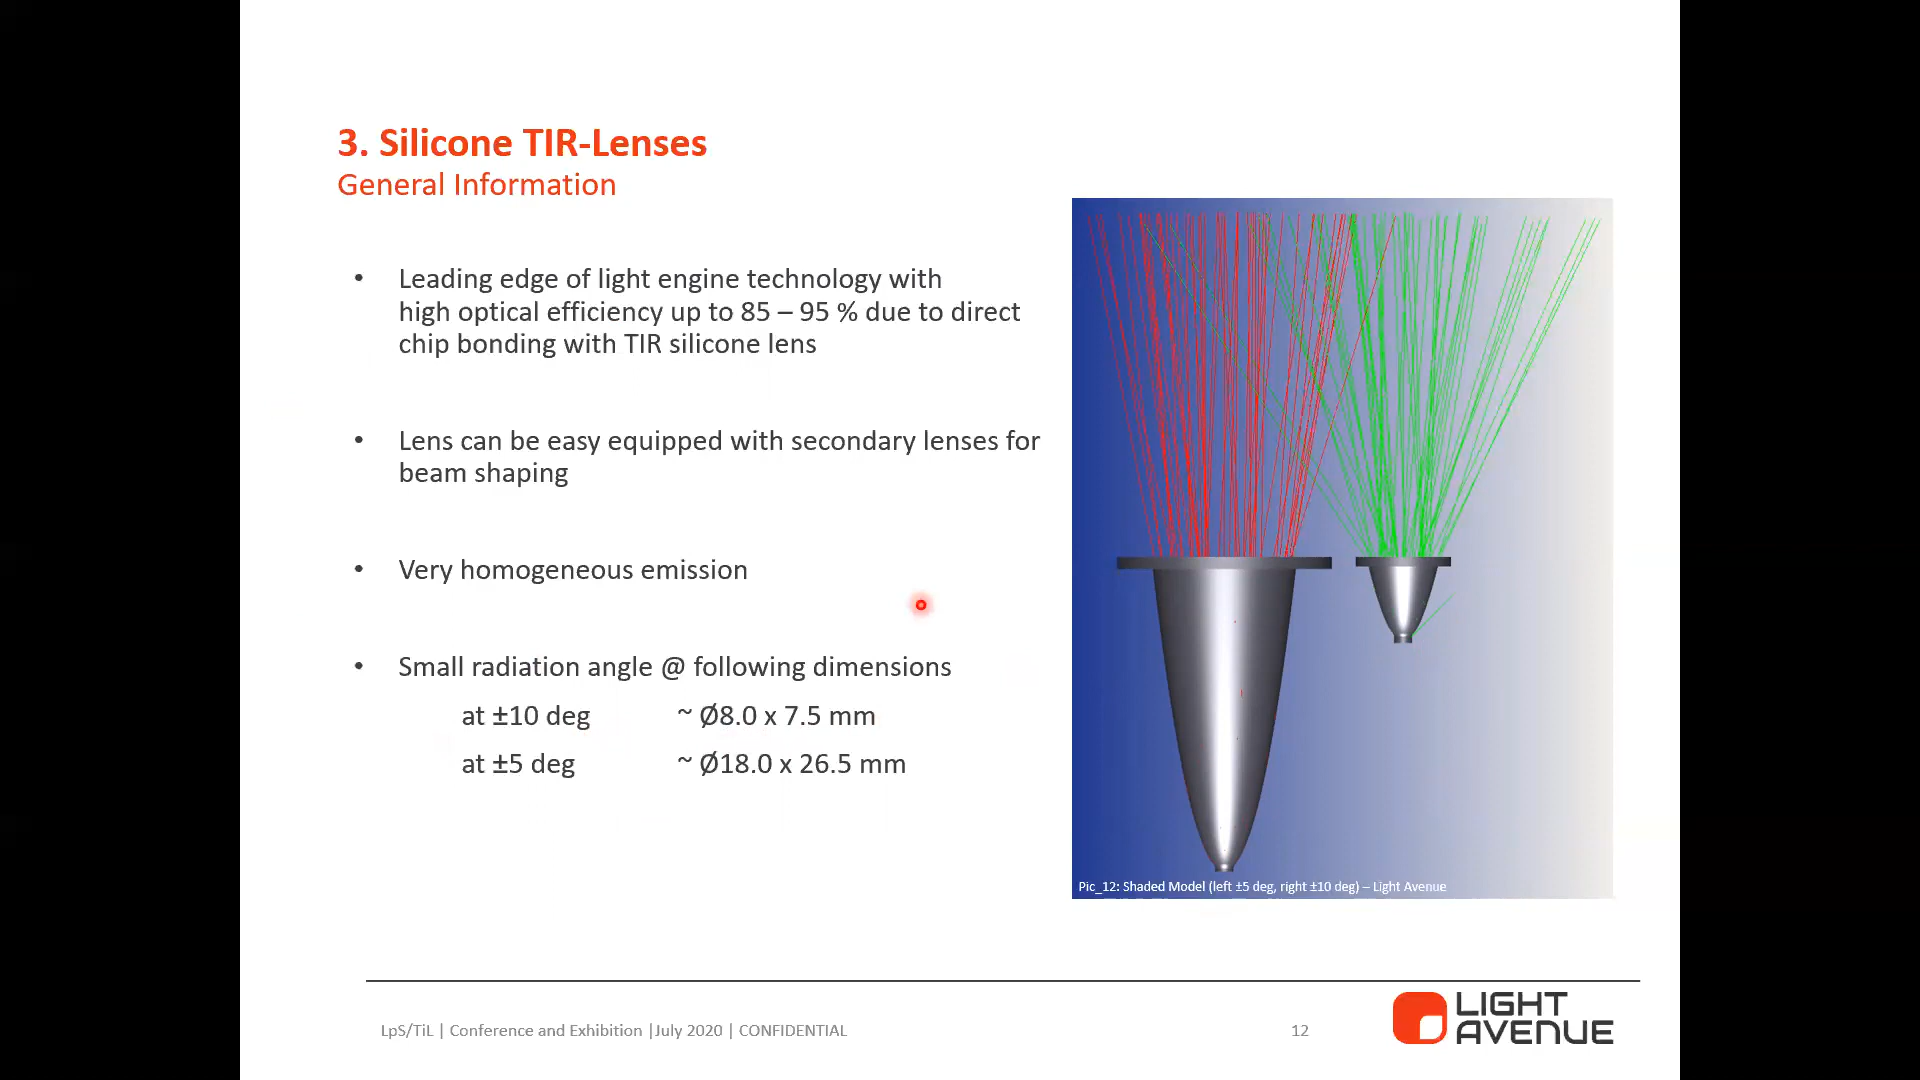 3. Silicone TIR-Lenses
General Information
• Leading edge of light engine technology with
high optical efficiency up to 85 – 95 % due to direct
chip bonding with TIR silicone lens
• Lens can be easy equipped with secondary lenses for
beam shaping
• Very homogeneous emission
• Small radiation angle @ following dimensions
at ±10 deg ~ Ø8.0 x 7.5 mm
at ±5 deg ~ Ø18.0 x 26.5 mm
Pic_12: Shaded Model (left ±5 deg, right ±10 deg) – Light Avenue
LpS/TiL | Conference and Exhibition |July 2020 | CONFIDENTIAL
12
LIGHT
AVENUE